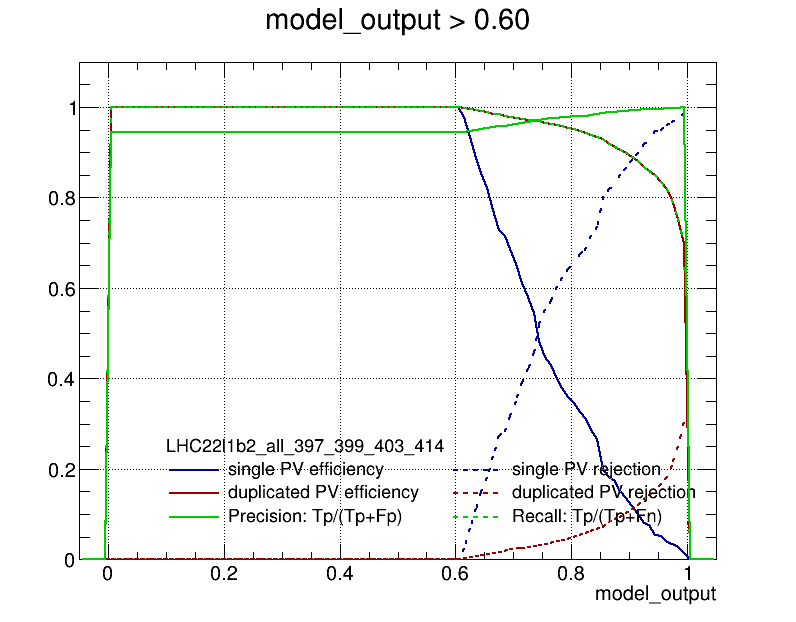 model_output > 0.60
1
0.8
0.6
0.4
0.2
0
LHC22l1b2_all_397_399_403_414
single PV efficiency single PV rejection
duplicated PV efficiency duplicated PV rejection
Precision: Tp/(Tp+Fp) Recall: Tp/(Tp+Fn)
0 0.2 0.4 0.6 0.8 1
model_output